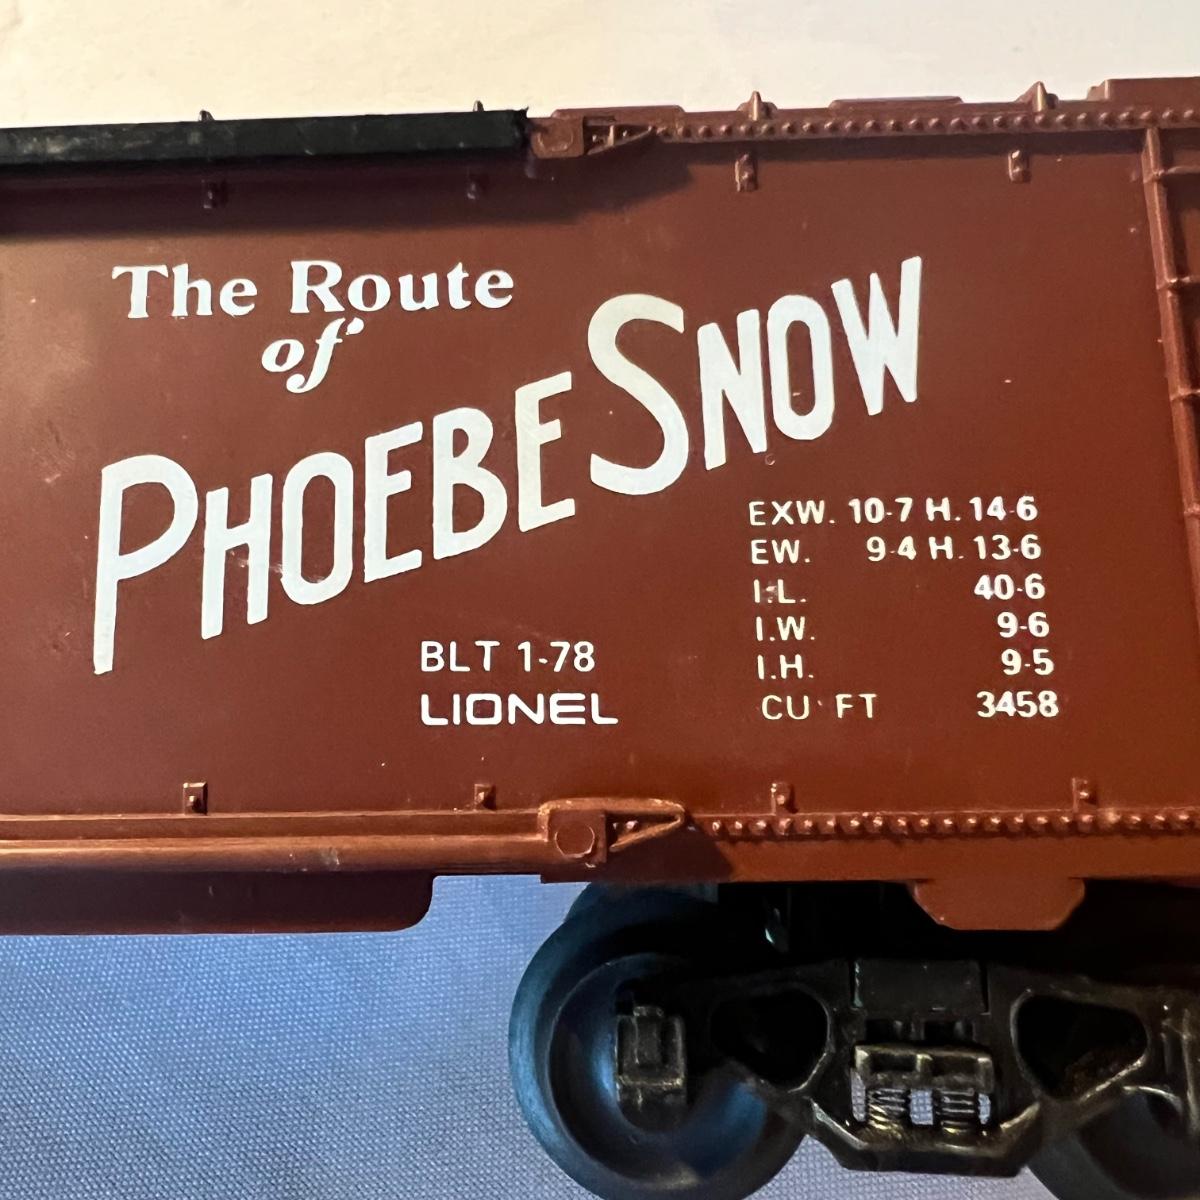 The Route
of
PHOEBE SNOW
BLT 1-78
LIONEL
EXW. 10-7 H. 14-6
EW. 9-4 H. 13-6
I.L. 40-6
I.W. 9-6
I.H. 9-5
CU. FT 3458